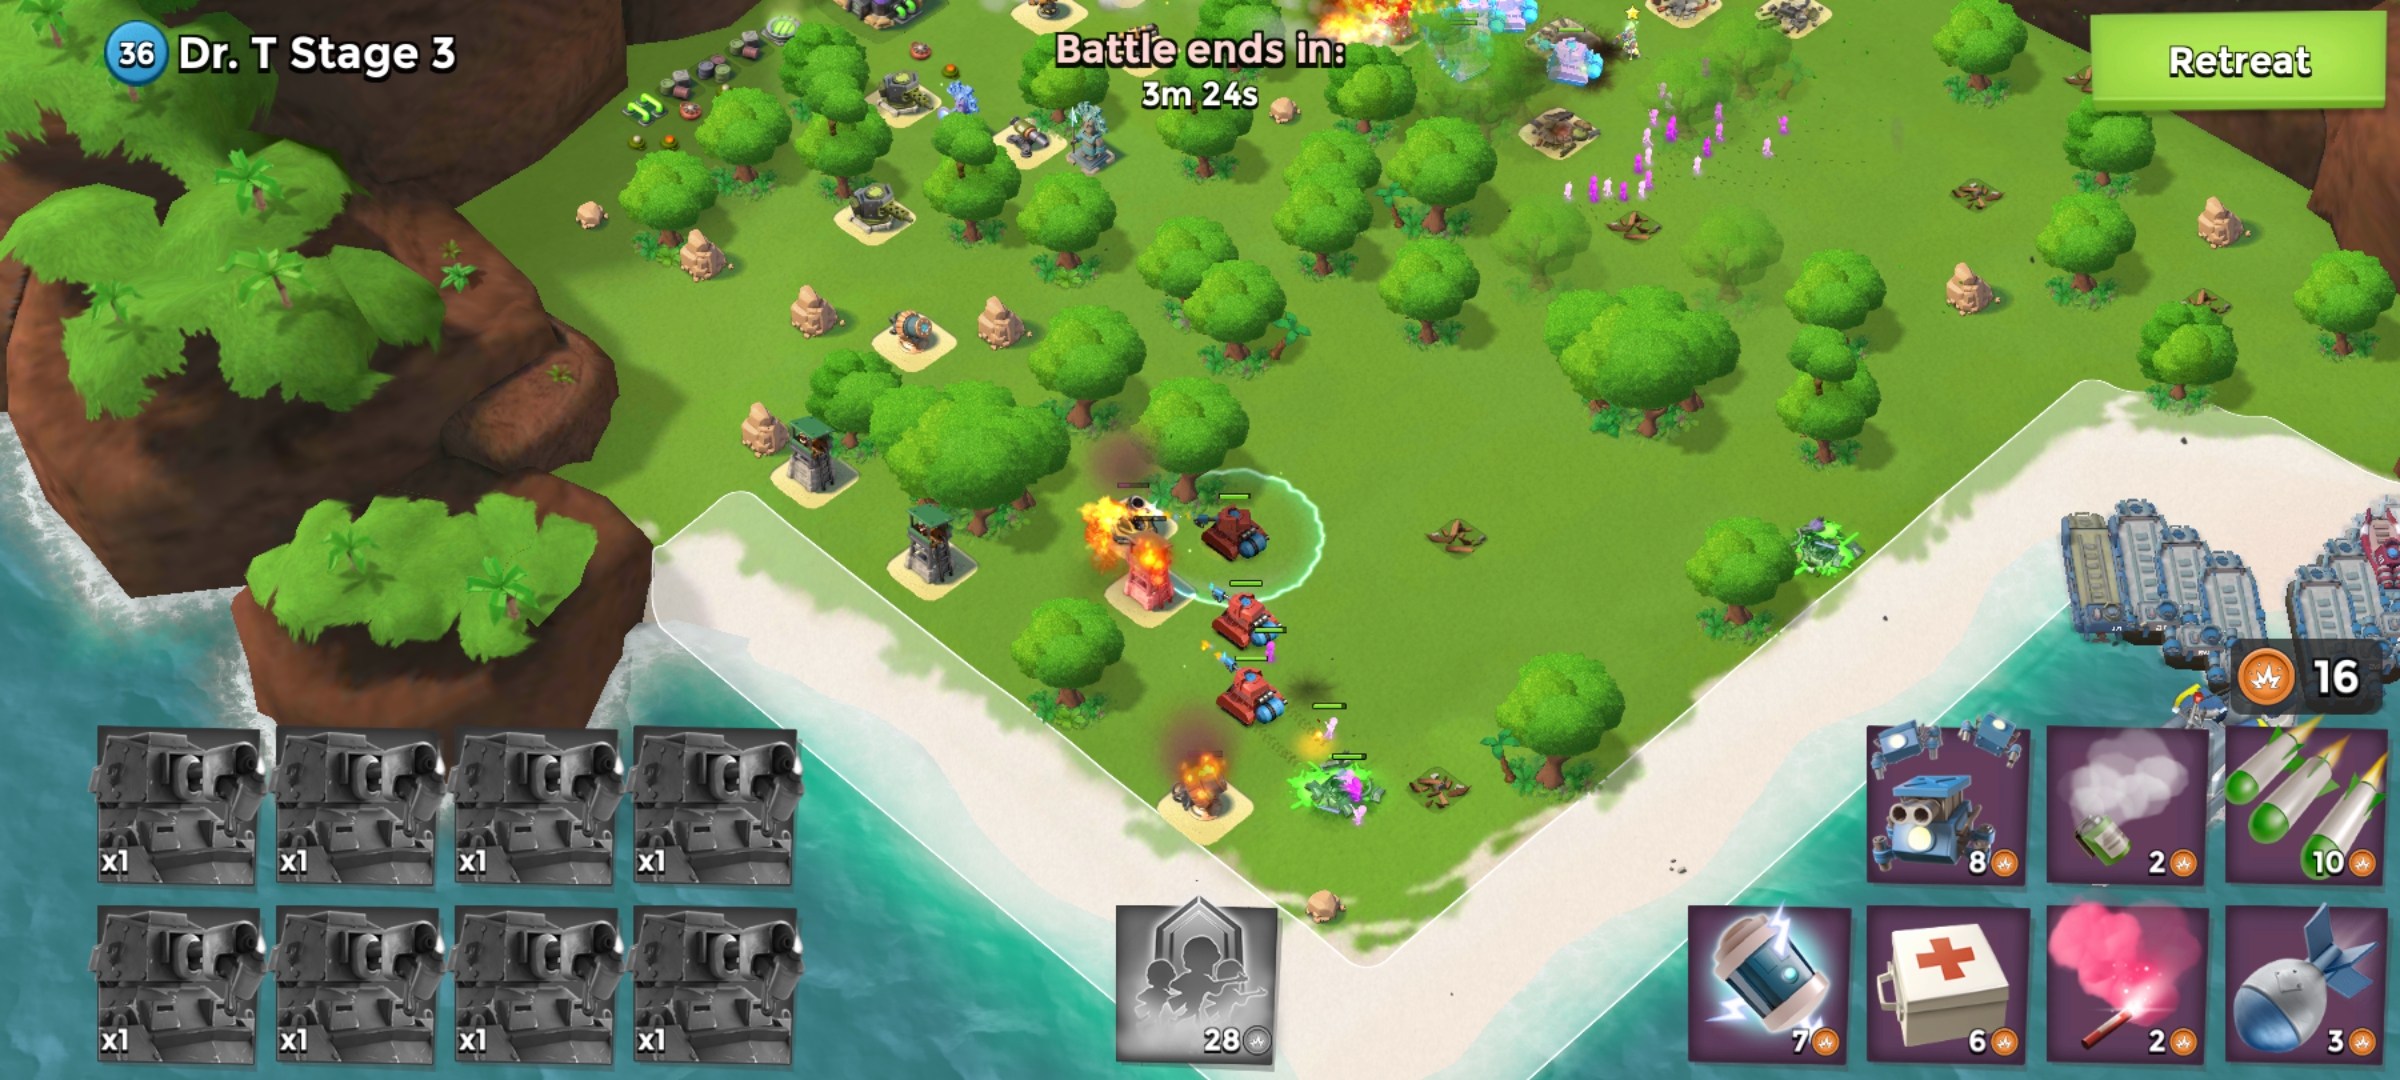 36 Dr. T Stage 3
Battle ends in:
3m 24s
Retreat
16
8
2
10
x1
x1
x1
x1
x1
x1
x1
x1
28
7
6
2
3